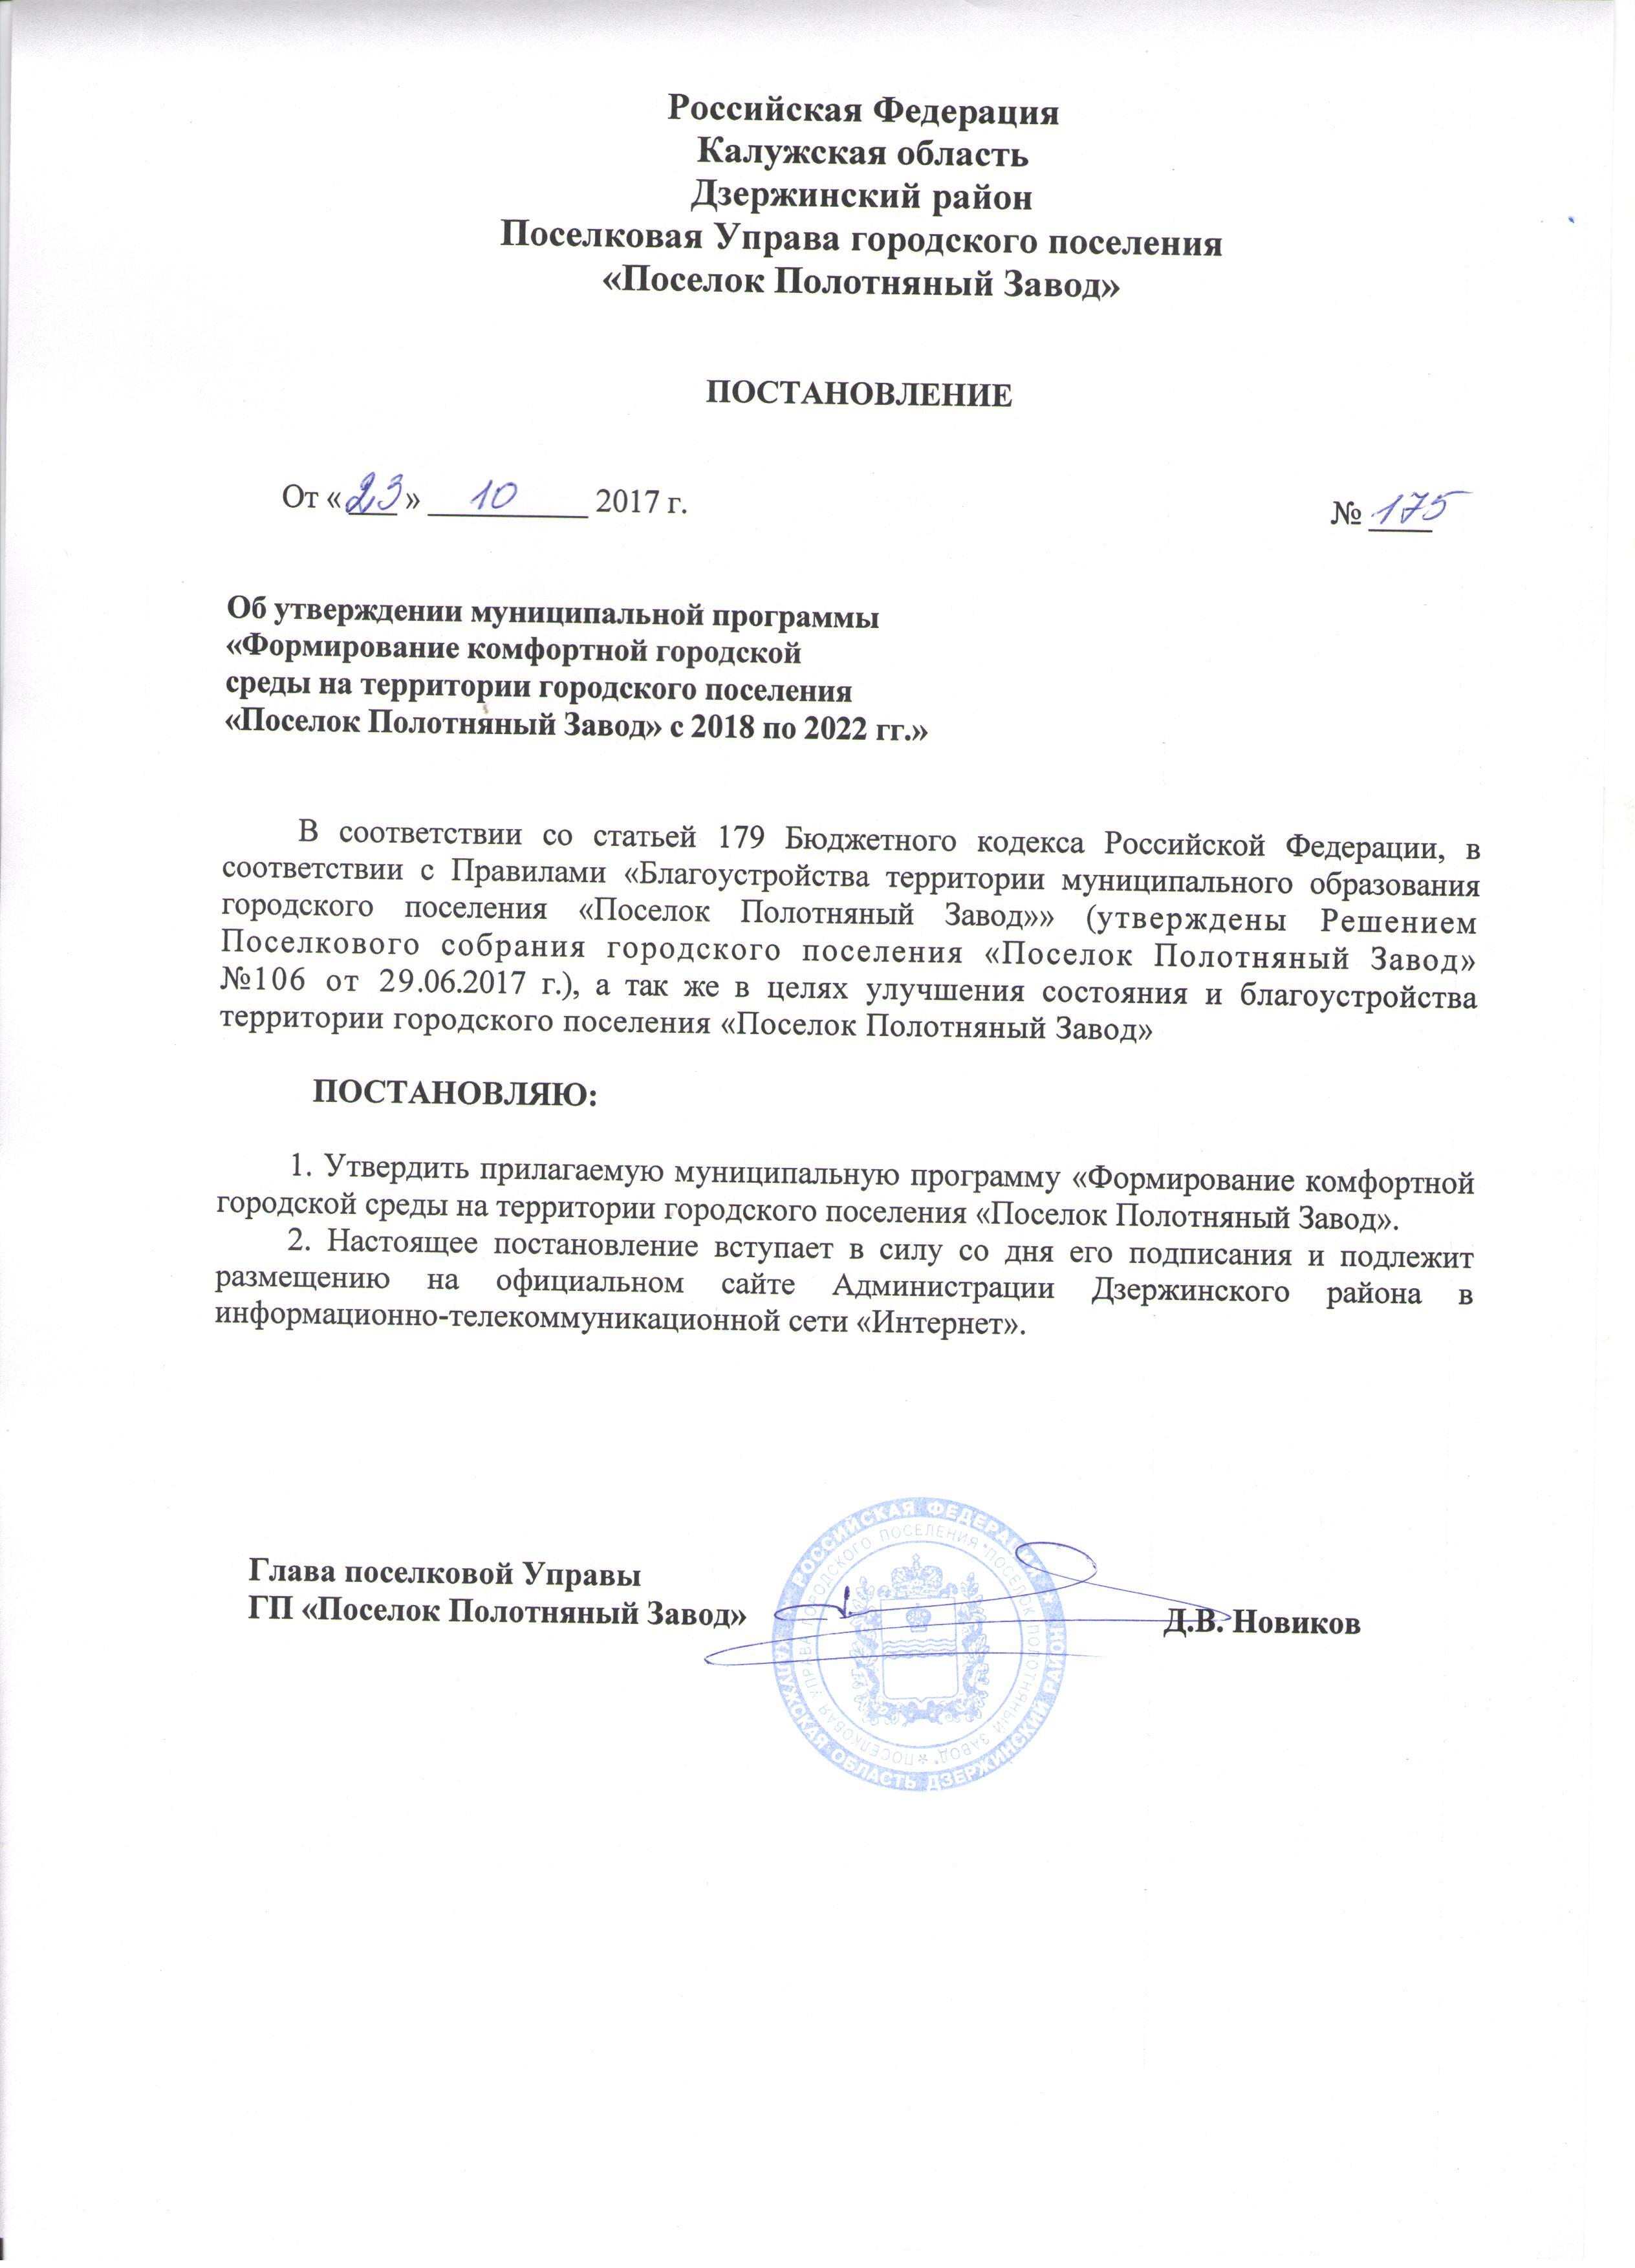 Российская Федерация
Калужская область
Дзержинский район
Поселковая Управа городского поселения
«Поселок Полотняный Завод»
ПОСТАНОВЛЕНИЕ
От «23» 10 2017 г.
№ 175
Об утверждении муниципальной программы
«Формирование комфортной городской
среды на территории городского поселения
«Поселок Полотняный Завод» с 2018 по 2022 гг.»
В соответствии со статьей 179 Бюджетного кодекса Российской Федерации, в
соответствии с Правилами «Благоустройства территории муниципального образования
городского поселения «Поселок Полотняный Завод»» (утверждены Решением
Поселкового собрания городского поселения «Поселок Полотняный Завод»
№106 от 29.06.2017 г.), а так же в целях улучшения состояния и благоустройства
территории городского поселения «Поселок Полотняный Завод»
ПОСТАНОВЛЯЮ:
1. Утвердить прилагаемую муниципальную программу «Формирование комфортной
городской среды на территории городского поселения «Поселок Полотняный Завод».
2. Настоящее постановление вступает в силу со дня его подписания и подлежит
размещению на официальном сайте Администрации Дзержинского района в
информационно-телекоммуникационной сети «Интернет».
Глава поселковой Управы
ГП «Поселок Полотняный Завод»
Д.В. Новиков
РОССИЙСКАЯ ФЕДЕРАЦИЯ * КАЛУЖСКАЯ ОБЛАСТЬ ДЗЕРЖИНСКИЙ РАЙОН
* ПОСЕЛКОВАЯ УПРАВА ГОРОДСКОГО ПОСЕЛЕНИЯ "ПОСЕЛОК ПОЛОТНЯНЫЙ ЗАВОД"